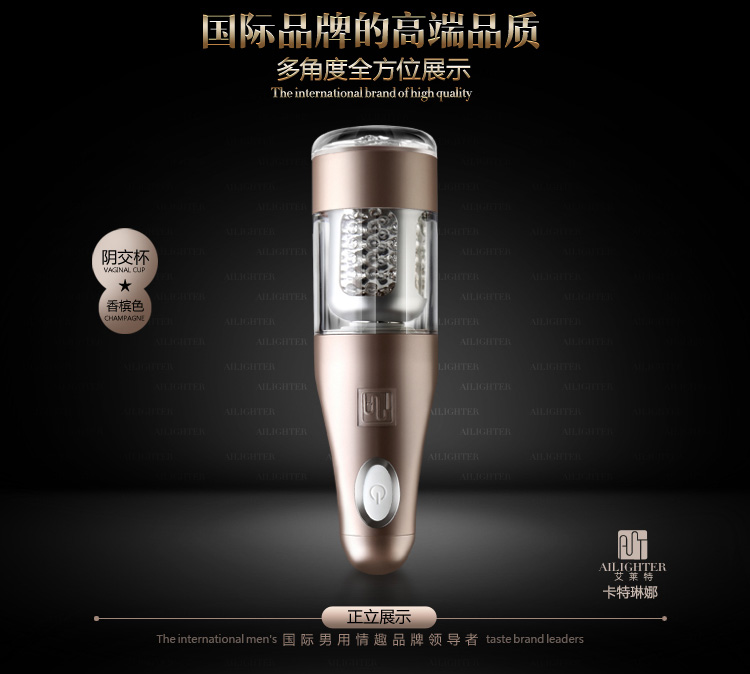 国际品牌的高端品质
多角度全方位展示
The international brand of high quality
阴交杯
VAGINAL CUP
香槟色
CHAMPAGNE
AILIGHTER
艾莱特
卡特琳娜
正立展示
The international men's 国际男用情趣品牌领导者 taste brand leaders